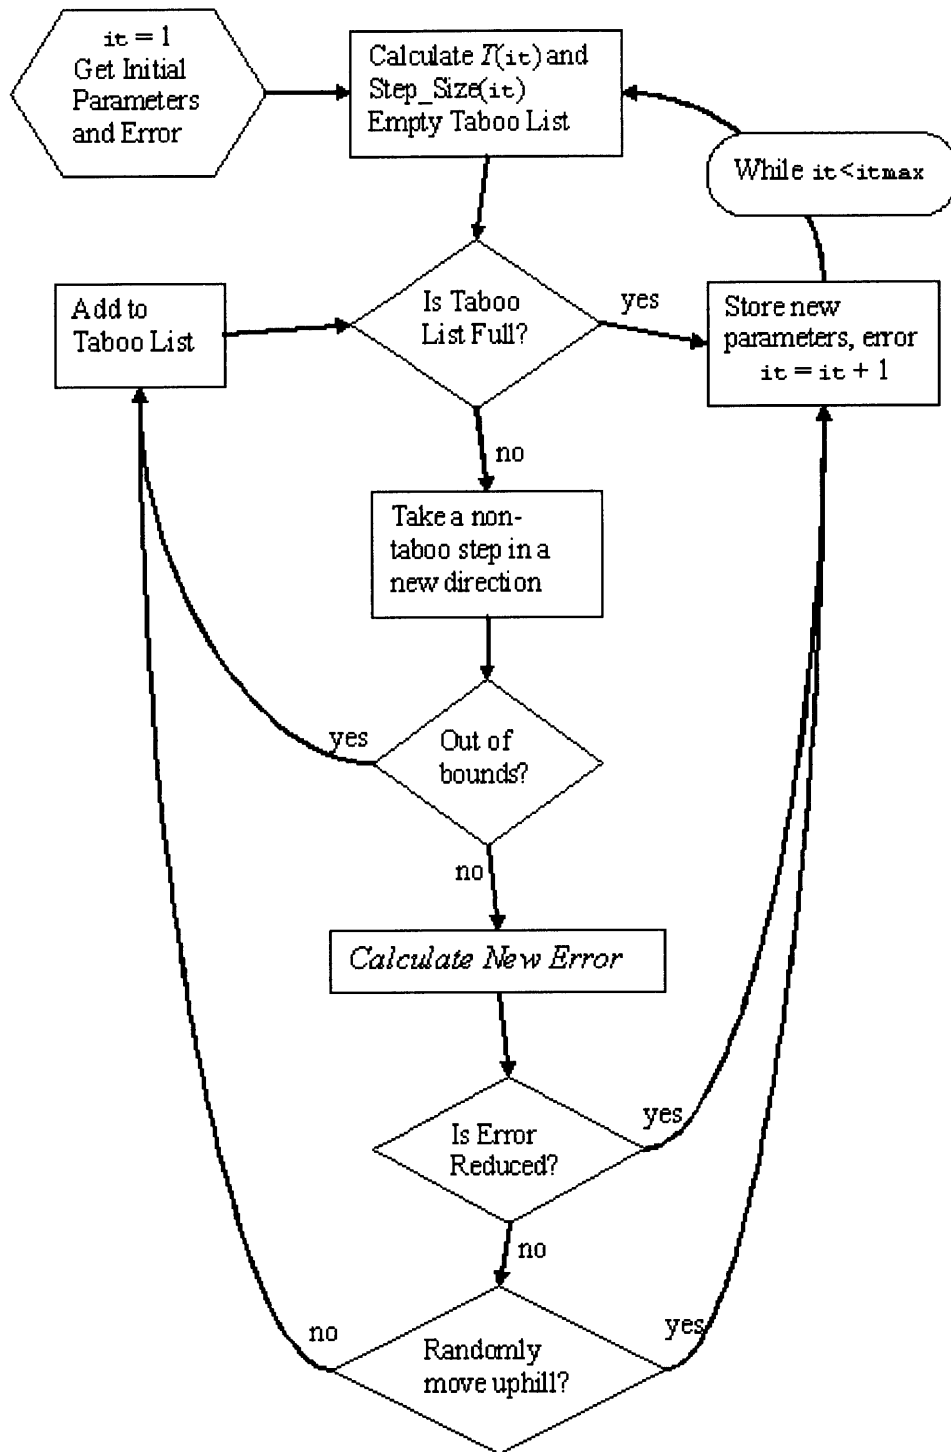 it = 1
Get Initial
Parameters
and Error
Calculate T(it) and
Step_Size(it)
Empty Taboo List
While it<itmax
Add to
Taboo List
Is Taboo
List Full?
yes
Store new
parameters, error
it = it + 1
no
Take a non-
taboo step in a
new direction
yes
Out of
bounds?
no
Calculate New Error
Is Error
Reduced?
yes
no
no
Randomly
move uphill?
yes